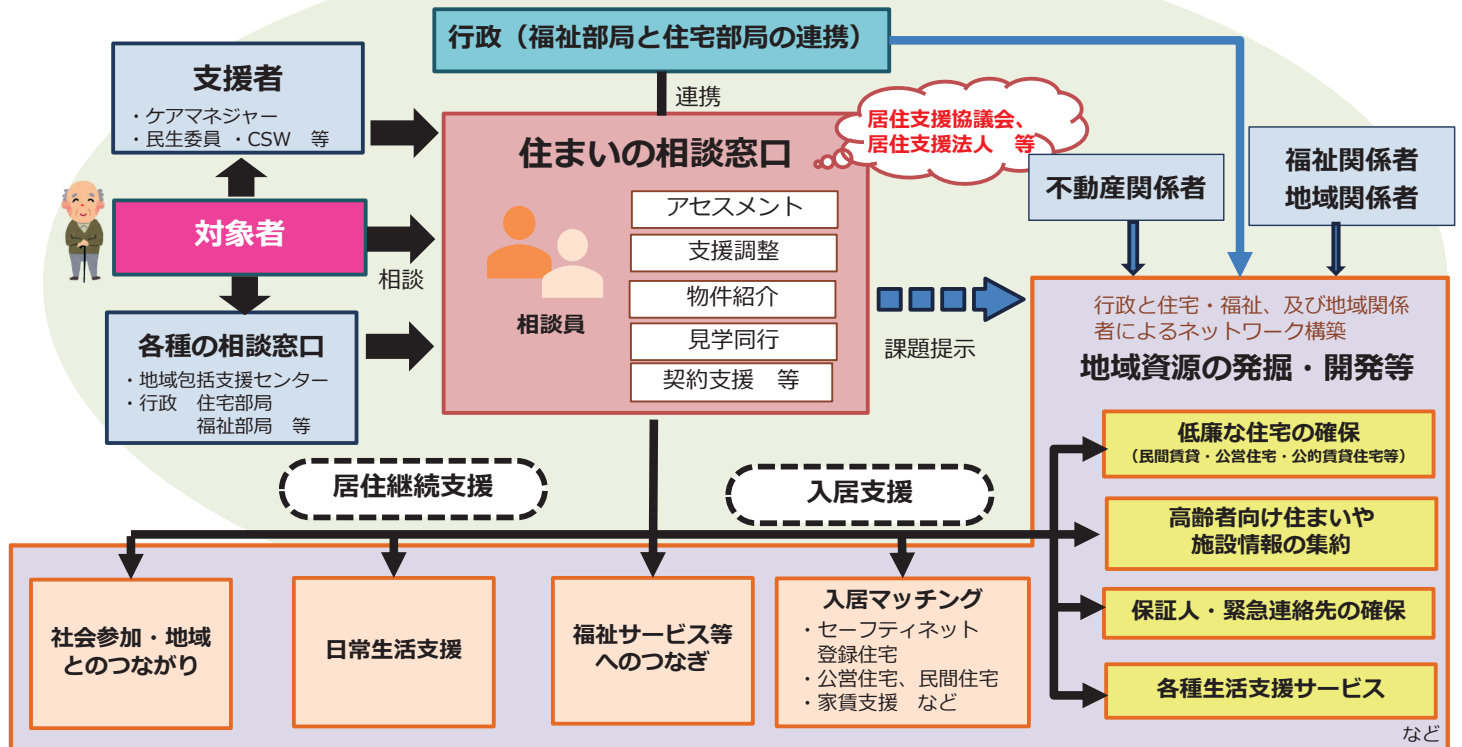 行政（福祉部局と住宅部局の連携）
支援者
・ケアマネジャー
・民生委員 ・CSW　等
連携
居住支援協議会、
居住支援法人　等
住まいの相談窓口
福祉関係者
地域関係者
不動産関係者
対象者
相談
アセスメント
支援調整
物件紹介
見学同行
契約支援　等
相談員
課題提示
各種の相談窓口
・地域包括支援センター
・行政　住宅部局
福祉部局　等
行政と住宅・福祉、及び地域関係
者によるネットワーク構築
地域資源の発掘・開発等
低廉な住宅の確保
（民間賃貸・公営住宅・公的賃貸住宅等）
高齢者向け住まいや
施設情報の集約
保証人・緊急連絡先の確保
各種生活支援サービス
など
居住継続支援
入居支援
社会参加・地域
とのつながり
日常生活支援
福祉サービス等
へのつなぎ
入居マッチング
・セーフティネット
登録住宅
・公営住宅、民間住宅
・家賃支援　など